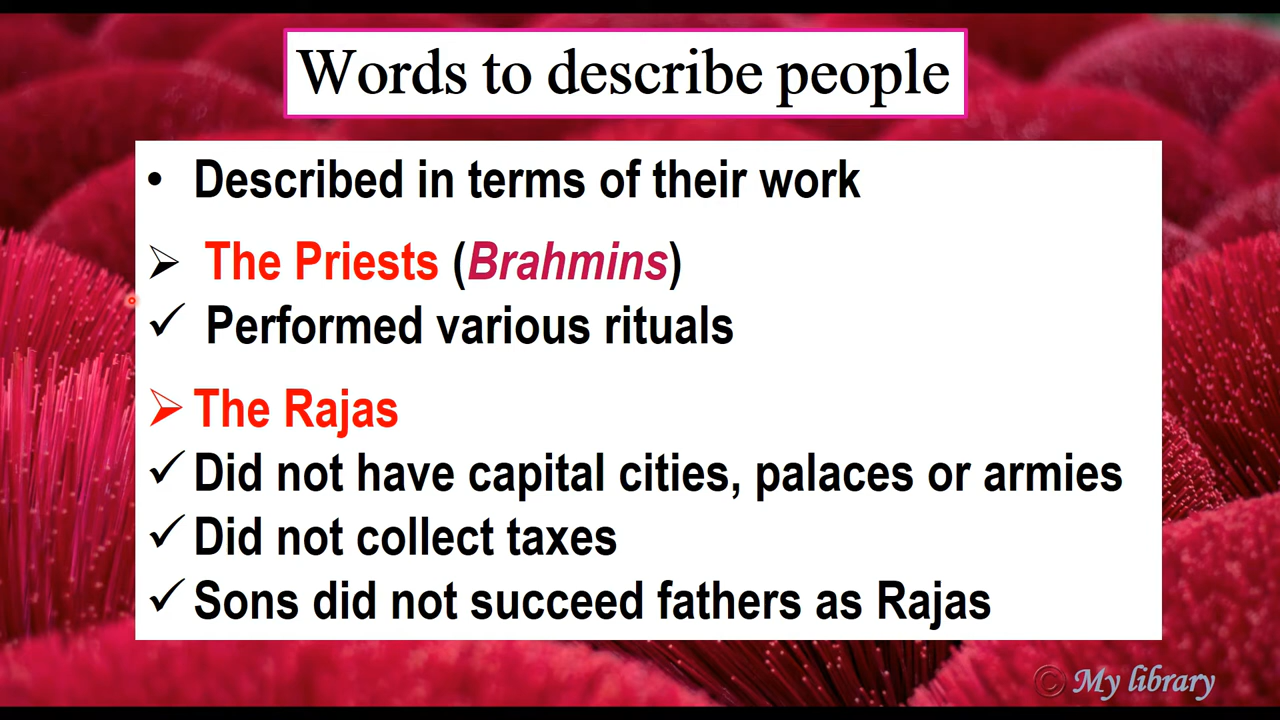 Words to describe people
• Described in terms of their work
➢ The Priests (Brahmins)
✓ Performed various rituals
➢ The Rajas
✓ Did not have capital cities, palaces or armies
✓ Did not collect taxes
✓ Sons did not succeed fathers as Rajas
© My library